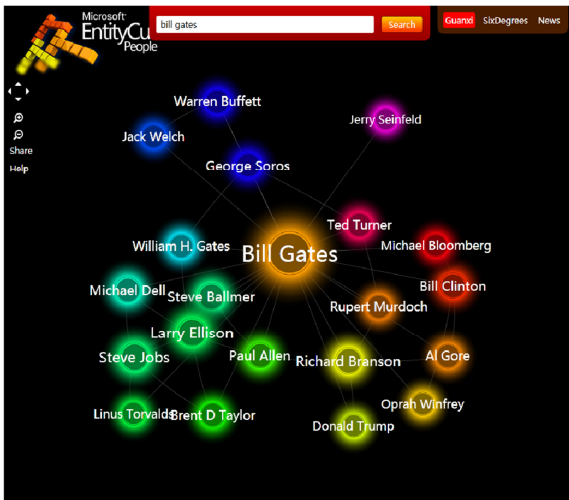 Microsoft
EntityCu
People
bill gates
Search
Guanxi SixDegrees News
Share
Help
Warren Buffett
Jerry Seinfeld
Jack Welch
George Soros
Ted Turner
William H. Gates
Bill Gates
Michael Bloomberg
Michael Dell
Steve Ballmer
Bill Clinton
Rupert Murdoch
Larry Ellison
Steve Jobs
Paul Allen
Richard Branson
Al Gore
Oprah Winfrey
Linus Torvalds
Brent D Taylor
Donald Trump